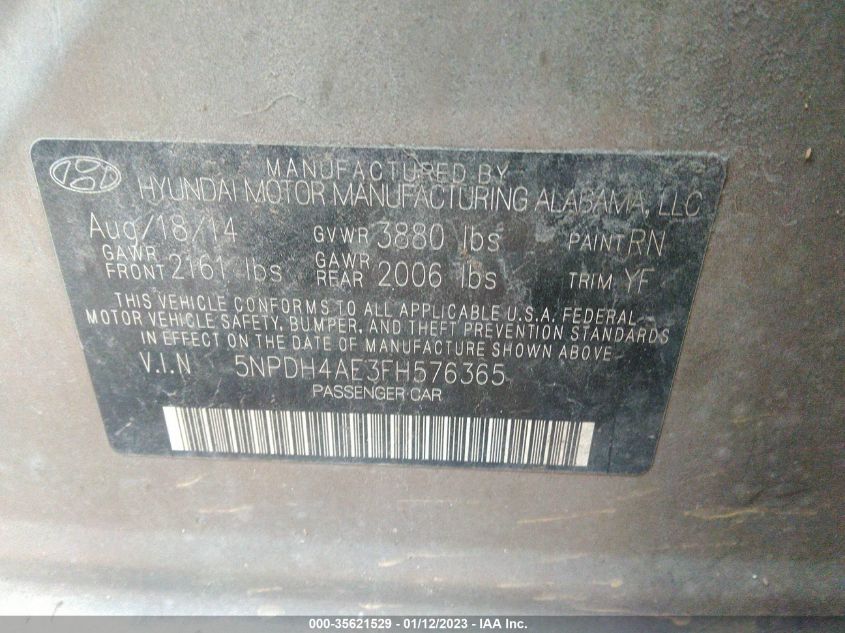 MANUFACTURED BY
HYUNDAI MOTOR MANUFACTURING ALABAMA, LLC
Aug/18/14 GVWR 3880 lbs PAINT RN
GAWR FRONT 2161 lbs GAWR REAR 2006 lbs TRIM YF
THIS VEHICLE CONFORMS TO ALL APPLICABLE U.S.A. FEDERAL
MOTOR VEHICLE SAFETY, BUMPER, AND THEFT PREVENTION STANDARDS
IN EFFECT ON THE DATE OF MANUFACTURE SHOWN ABOVE.
V.I.N 5NPDH4AE3FH576365
PASSENGER CAR
000-35621529 - 01/12/2023 - IAA Inc.